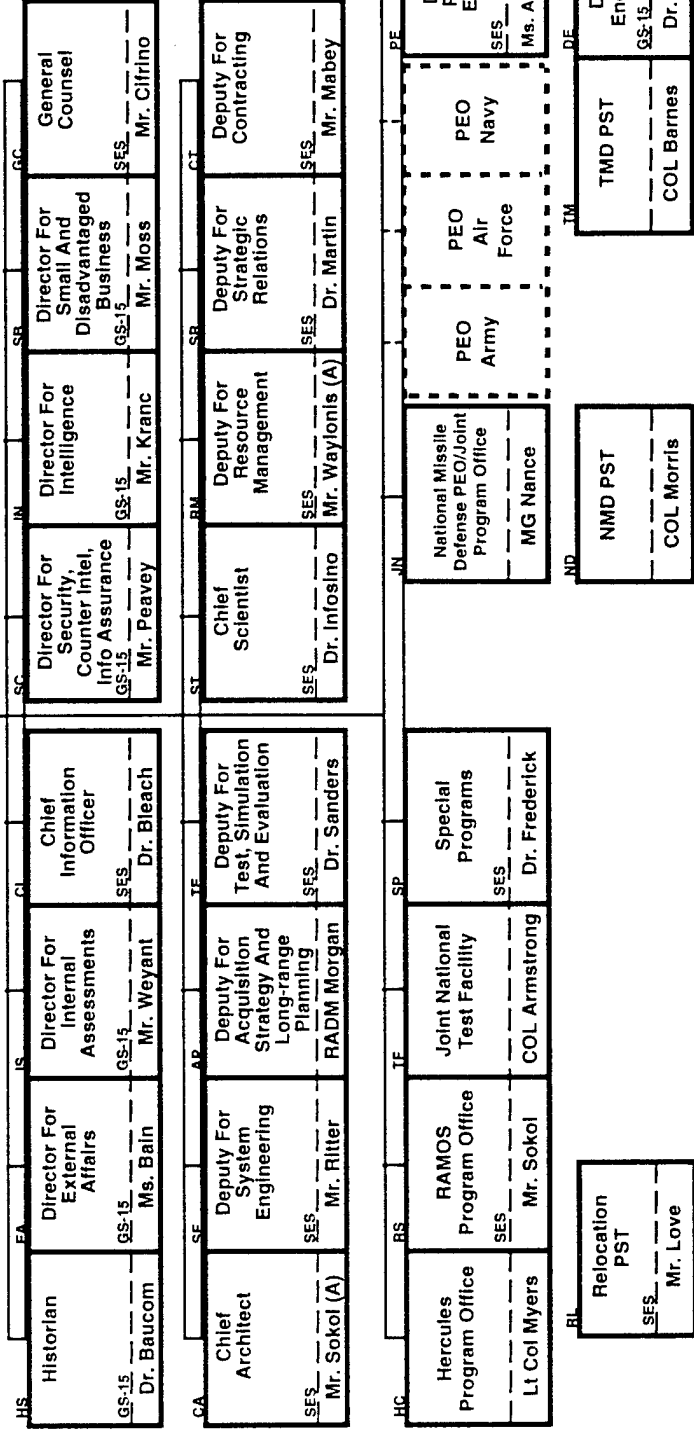 HS
Historian
GS-15
Dr. Baucom
EA
Director For
External
Affairs
GS-15
Ms. Bain
IS
Director For
Internal
Assessments
GS-15
Mr. Weyant
CI
Chief
Information
Officer
SES
Dr. Bleach
SC
Director For
Security,
Counter Intel,
Info Assurance
GS-15
Mr. Peavey
IN
Director For
Intelligence
GS-15
Mr. Kranc
SB
Director For
Small And
Disadvantaged
Business
GS-15
Mr. Moss
GC
General
Counsel
SES
Mr. Cifrino
CA
Chief
Architect
SES
Mr. Sokol (A)
SE
Deputy For
System
Engineering
SES
Mr. Ritter
AP
Deputy For
Acquisition
Strategy And
Long-range
Planning
RADM Morgan
TE
Deputy For
Test, Simulation
And Evaluation
SES
Dr. Sanders
ST
Chief
Scientist
SES
Dr. Infosino
RM
Deputy For
Resource
Management
SES
Mr. Waylonis (A)
SR
Deputy For
Strategic
Relations
SES
Dr. Martin
CT
Deputy For
Contracting
SES
Mr. Mabey
HC
Hercules
Program Office
Lt Col Myers
RS
RAMOS
Program Office
SES
Mr. Sokol
TF
Joint National
Test Facility
COL Armstrong
SP
Special
Programs
SES
Dr. Frederick
JN
National Missile
Defense PEO/Joint
Program Office
MG Nance
PEO
Army
PEO
Air
Force
PEO
Navy
PE
SES
Ms. A
RL
Relocation
PST
SES
Mr. Love
ND
NMD PST
COL Morris
TM
TMD PST
COL Barnes
DE
En
GS-15
Dr.